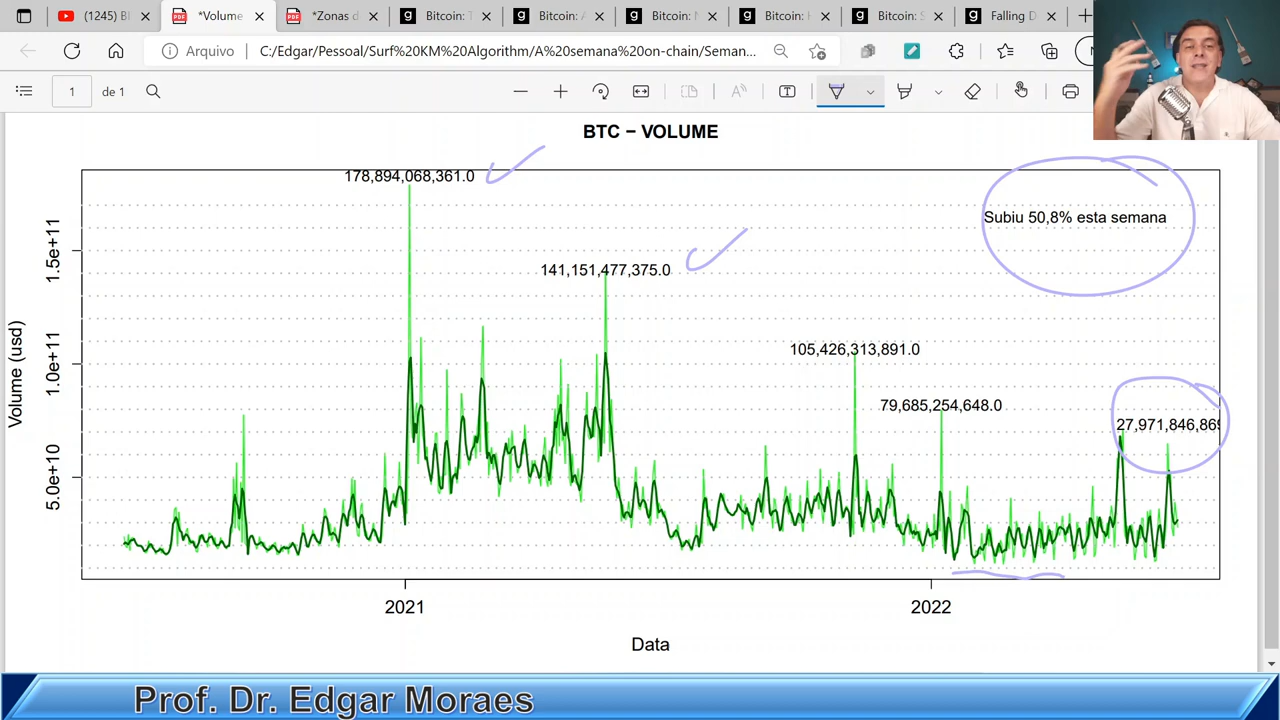 (1245) Bl
*Volume
*Zonas d
Bitcoin: T
Bitcoin: A
Bitcoin: N
Bitcoin: H
Bitcoin: S
Falling D
Arquivo
C:/Edgar/Pessoal/Surf%20KM%20Algorithm/A%20semana%20on-chain/Seman...
1
de 1
BTC – VOLUME
178,894,068,361.0
Subiu 50,8% esta semana
141,151,477,375.0
105,426,313,891.0
79,685,254,648.0
27,971,846,869
Volume (usd)
1.5e+11
1.0e+11
5.0e+10
2021
2022
Data
Prof. Dr. Edgar Moraes